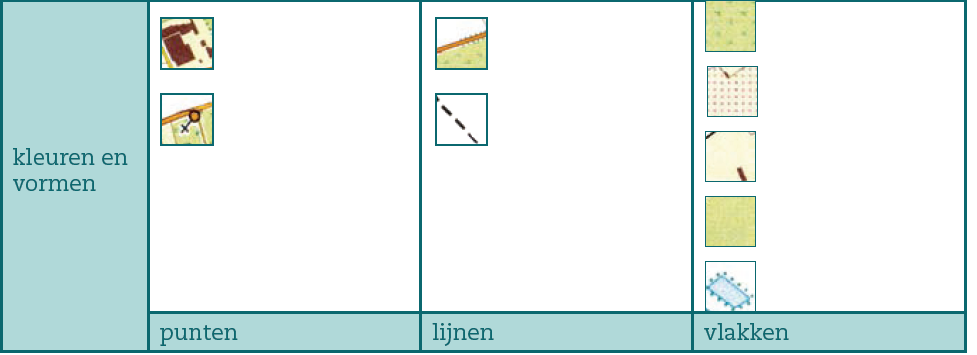 kleuren en
vormen
punten
lijnen
vlakken